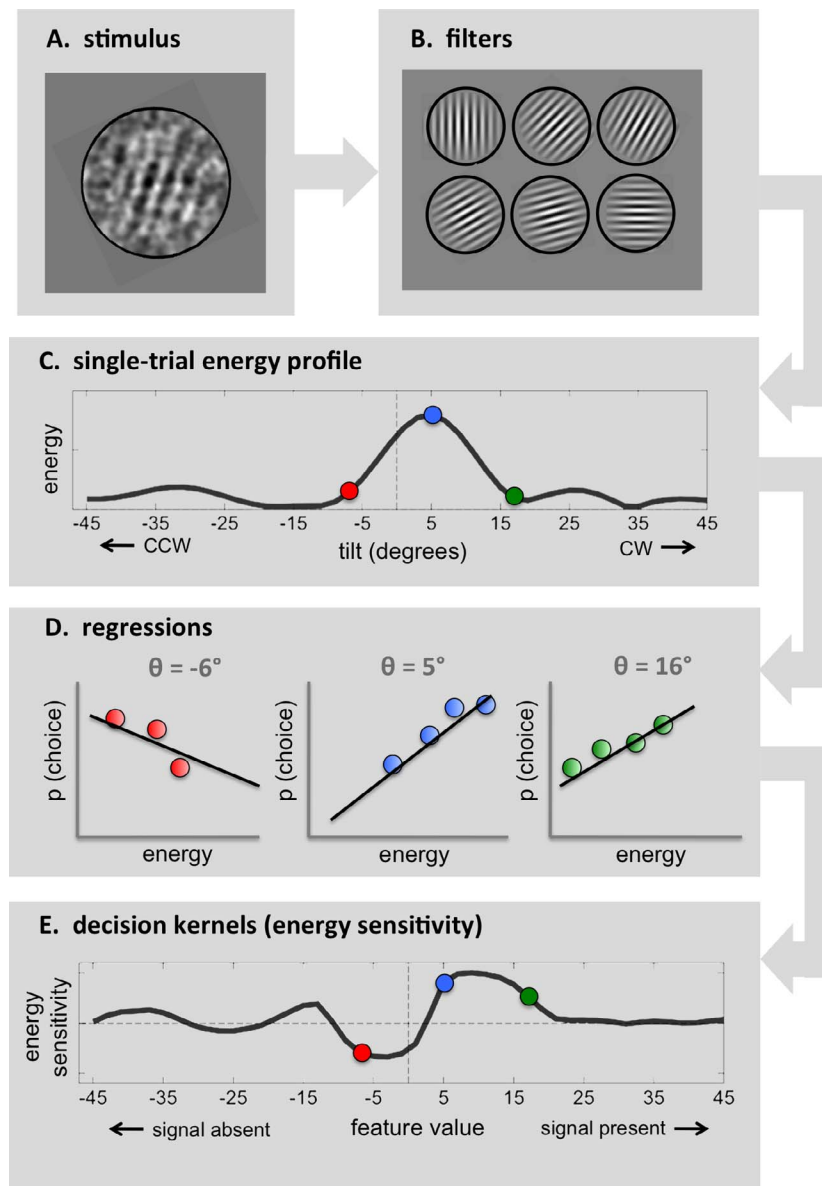 A. stimulus
B. filters
C. single-trial energy profile
energy
-45 -35 -25 -15 -5 5 15 25 35 45
← CCW tilt (degrees) CW →
D. regressions
θ = -6° θ = 5° θ = 16°
p (choice) p (choice) p (choice)
energy energy energy
E. decision kernels (energy sensitivity)
energy
sensitivity
-45 -35 -25 -15 -5 5 15 25 35 45
← signal absent feature value signal present →